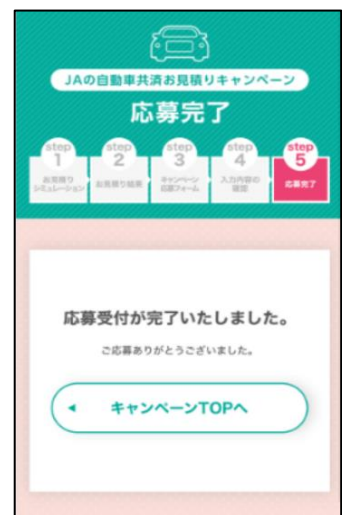 JAの自動車共済お見積りキャンペーン
応募完了
step
1
お見積り
シミュレーション
step
2
お見積り結果
step
3
キャンペーン
応募フォーム
step
4
入力内容の
確認
step
5
応募完了
応募受付が完了いたしました。
ご応募ありがとうございました。
キャンペーンTOPへ